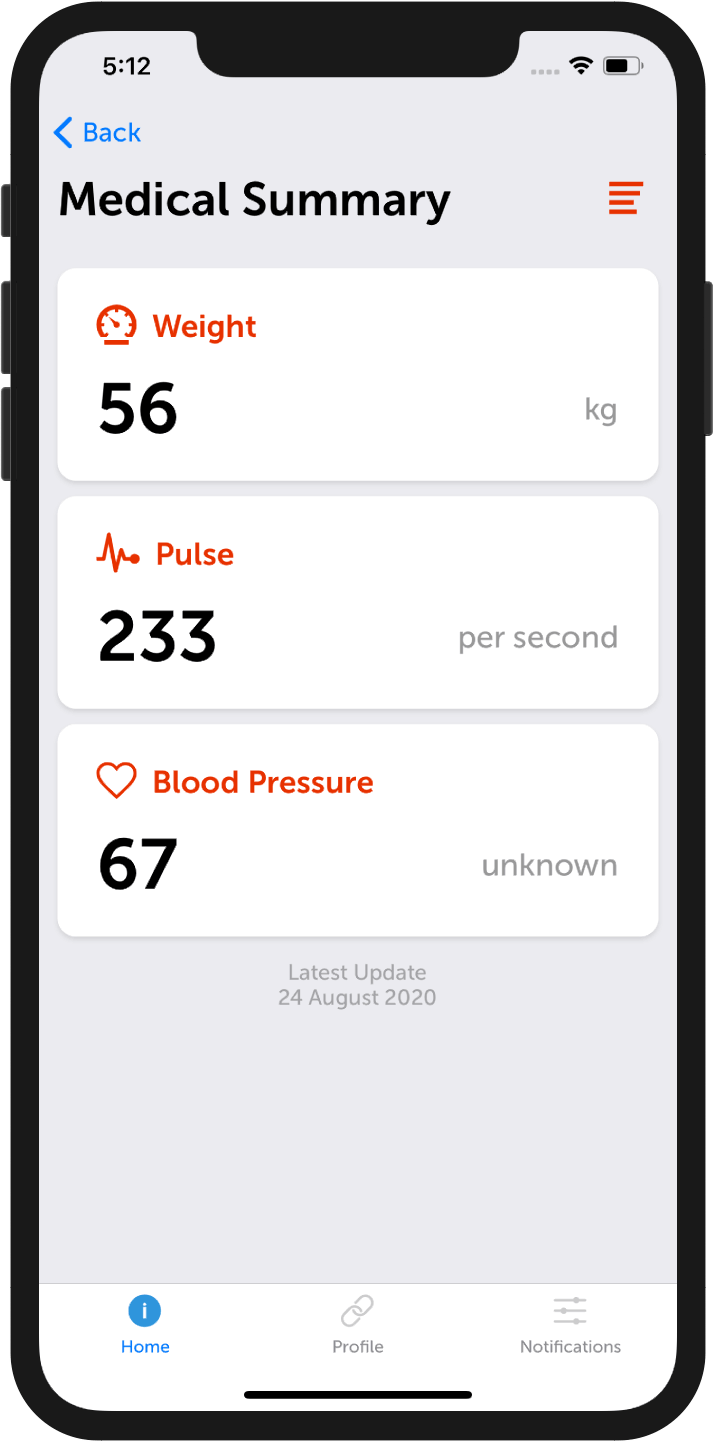 5:12
Back
Medical Summary
Weight
56 kg
Pulse
233 per second
Blood Pressure
67 unknown
Latest Update
24 August 2020
Home Profile Notifications